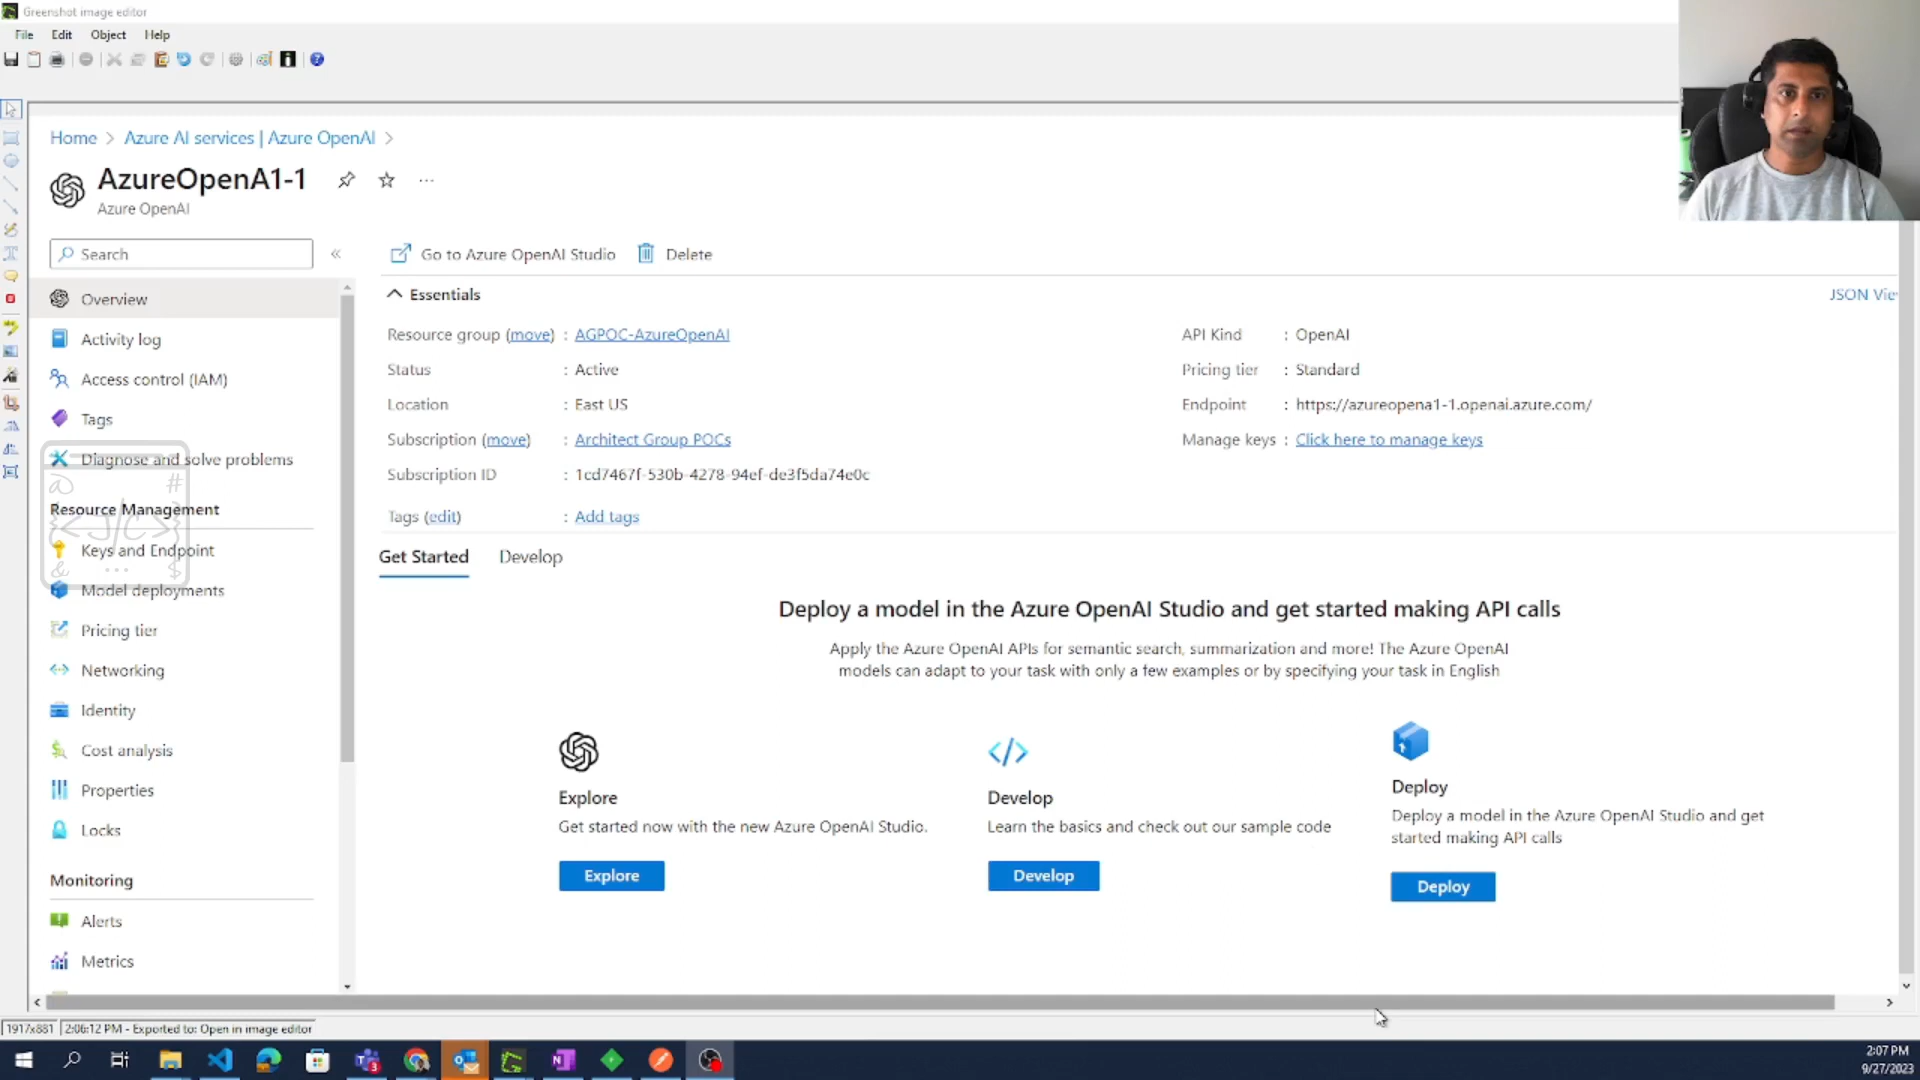 Greenshot image editor
File Edit Object Help
Home > Azure AI services | Azure OpenAI >
AzureOpenA1-1
Azure OpenAI
Search
Go to Azure OpenAI Studio Delete
Overview
Activity log
Access control (IAM)
Tags
Diagnose and solve problems
Resource Management
Keys and Endpoint
Model deployments
Pricing tier
Networking
Identity
Cost analysis
Properties
Locks
Monitoring
Alerts
Metrics
Essentials
JSON Vie
Resource group (move) : AGPOC-AzureOpenAI
Status : Active
Location : East US
Subscription (move) : Architect Group POCs
Subscription ID : 1cd7467f-530b-4278-94ef-de3f5da74e0c
Tags (edit) : Add tags
API Kind : OpenAI
Pricing tier : Standard
Endpoint : https://azureopena1-1.openai.azure.com/
Manage keys : Click here to manage keys
Get Started Develop
Deploy a model in the Azure OpenAI Studio and get started making API calls
Apply the Azure OpenAI APIs for semantic search, summarization and more! The Azure OpenAI
models can adapt to your task with only a few examples or by specifying your task in English
Explore
Get started now with the new Azure OpenAI Studio.
Explore
Develop
Learn the basics and check out our sample code
Develop
Deploy
Deploy a model in the Azure OpenAI Studio and get
started making API calls
Deploy
@ #
{<J/C>}
& ... $
1917x881 2:06:12 PM - Exported to: Open in image editor
2:07 PM
9/27/2023